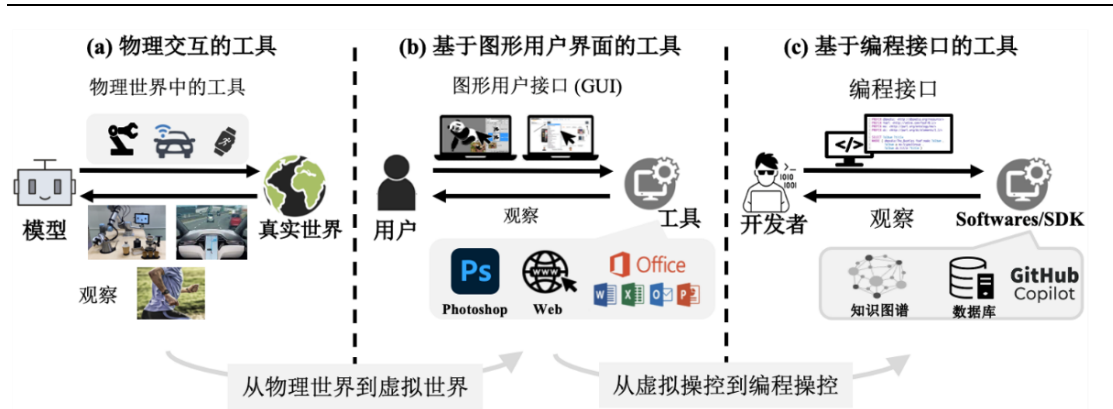 (a) 物理交互的工具
物理世界中的工具
模型
真实世界
观察
(b) 基于图形用户界面的工具
图形用户接口 (GUI)
用户
观察
工具
Ps
Photoshop
WWW
Web
Office
W
X
O
P
(c) 基于编程接口的工具
编程接口
</>
>_
1010
1001
开发者
观察
Softwares/SDK
知识图谱
数据库
GitHub
Copilot
从物理世界到虚拟世界
从虚拟操控到编程操控